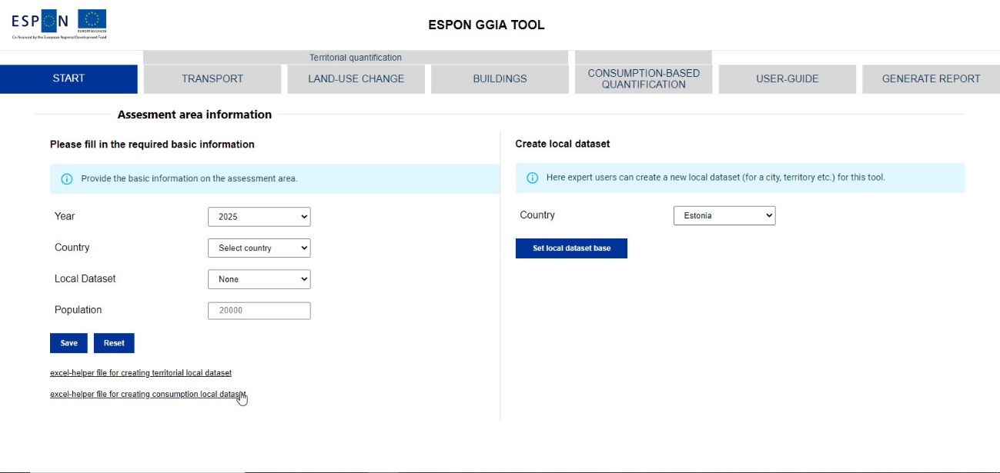 ESPON
EUROPEAN UNION
Co-financed by the European Regional Development Fund
ESPON GGIA TOOL
Territorial quantification
START
TRANSPORT
LAND-USE CHANGE
BUILDINGS
CONSUMPTION-BASED
QUANTIFICATION
USER-GUIDE
GENERATE REPORT
Assesment area information
Please fill in the required basic information
Provide the basic information on the assessment area.
Year
2025
Country
Select country
Local Dataset
None
Population
20000
Save
Reset
excel-helper file for creating territorial local dataset
excel-helper file for creating consumption local dataset
Create local dataset
Here expert users can create a new local dataset (for a city, territory etc.) for this tool.
Country
Estonia
Set local dataset base